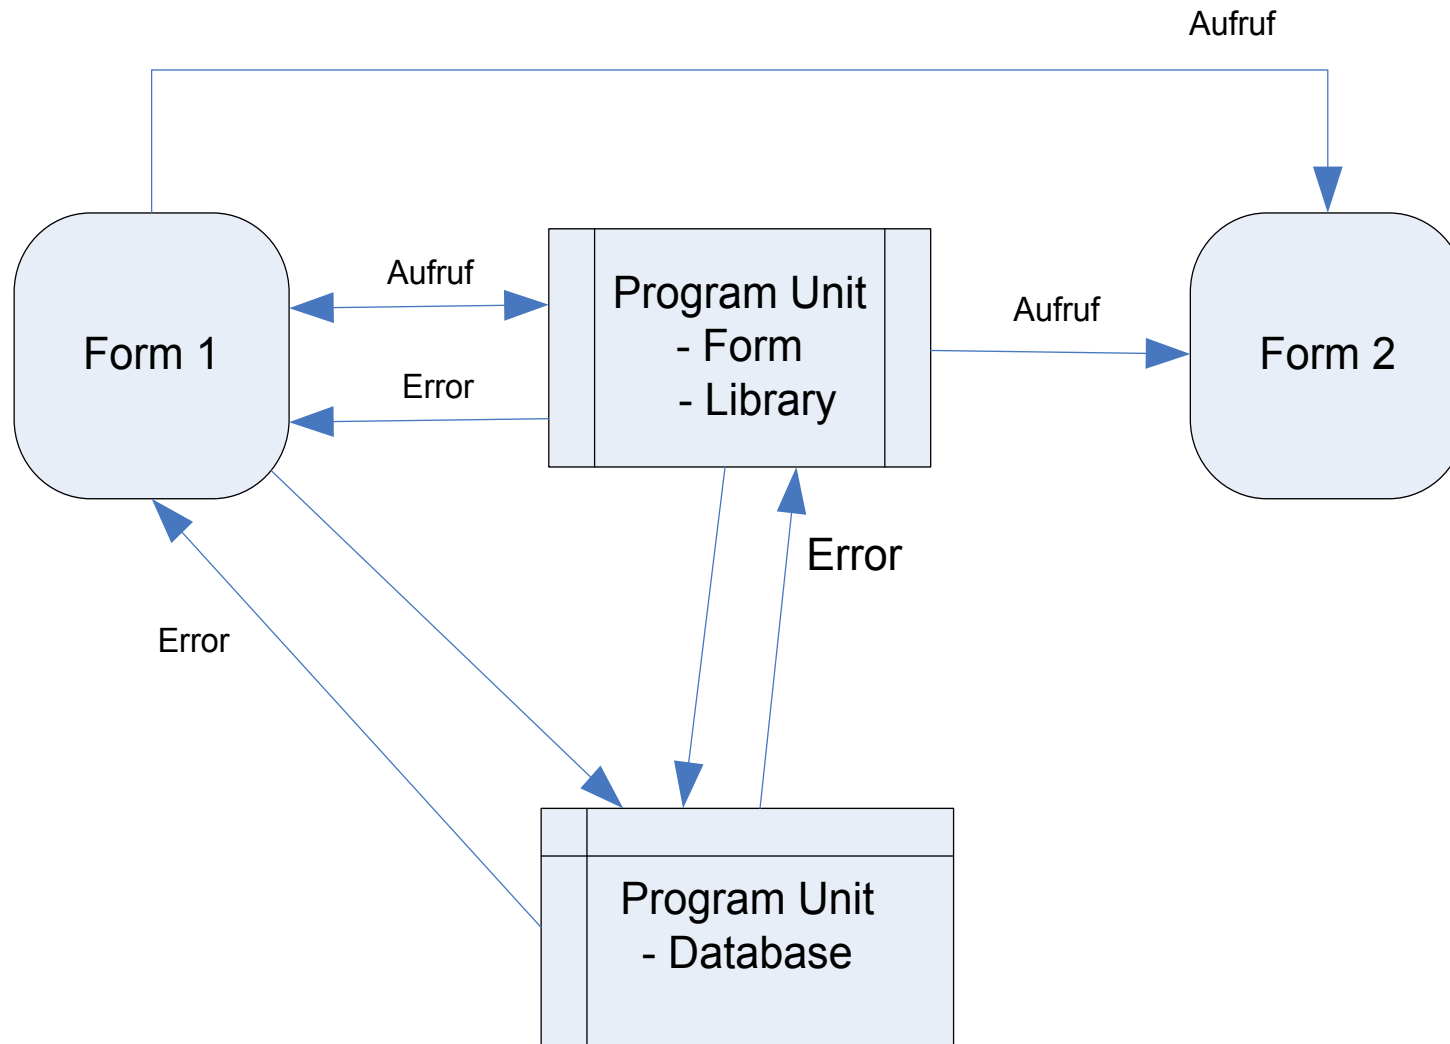 Aufruf
Aufruf
Program Unit
- Form
- Library
Aufruf
Form 1
Form 2
Error
Error
Error
Program Unit
- Database